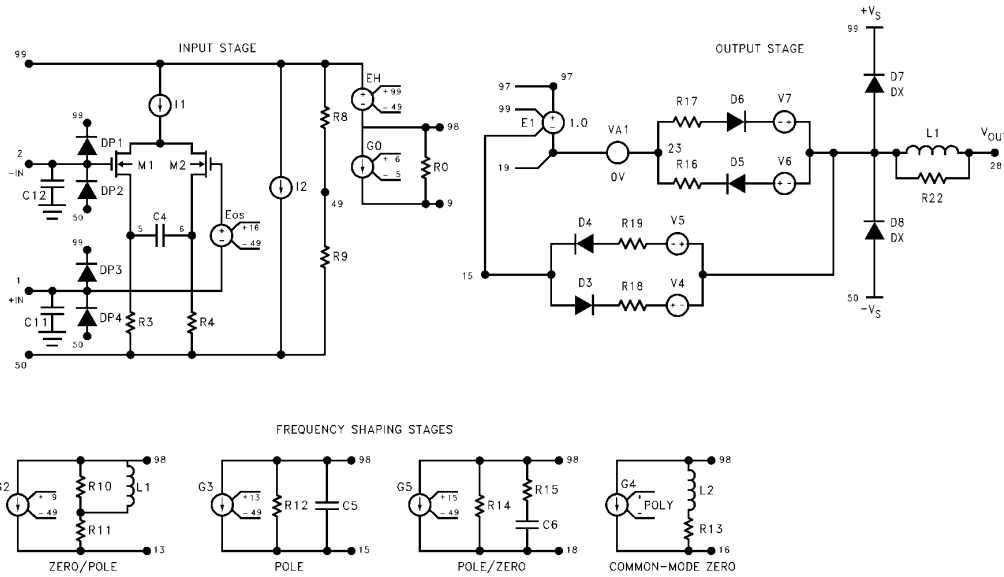 INPUT STAGE
99
I1
99
DP1
2
-IN
M1
M2
C12
DP2
50
5
C4
6
Eos
+16
-49
99
DP3
1
+IN
C11
DP4
50
R3
R4
50
I2
R8
49
R9
EH
+99
-49
98
G0
+ 6
- 5
R0
9
OUTPUT STAGE
+VS
99
97
97
99
E1
+
-
1.0
19
VA1
0V
23
R17
D6
V7
- +
R16
D5
V6
- +
D7
DX
L1
VOUT
28
R22
D4
R19
V5
- +
15
D3
R18
V4
- +
D8
DX
50
-VS
FREQUENCY SHAPING STAGES
98
G2
+ 9
-49
R10
L1
R11
13
ZERO/POLE
98
G3
+13
-49
R12
C5
15
POLE
98
G5
+15
-49
R14
R15
C6
18
POLE/ZERO
98
G4
+
POLY
-
L2
R13
16
COMMON-MODE ZERO